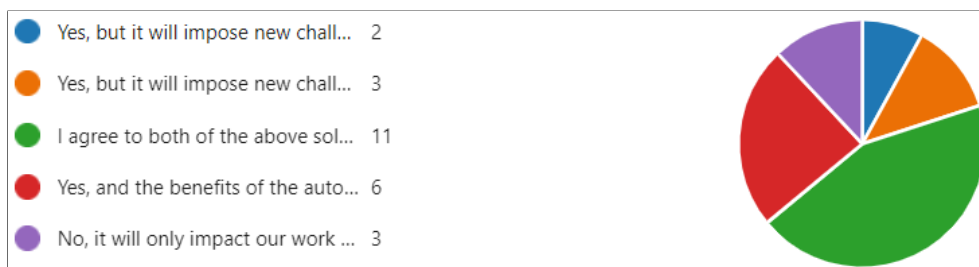 Yes, but it will impose new chall... 2
Yes, but it will impose new chall... 3
I agree to both of the above sol... 11
Yes, and the benefits of the auto... 6
No, it will only impact our work ... 3